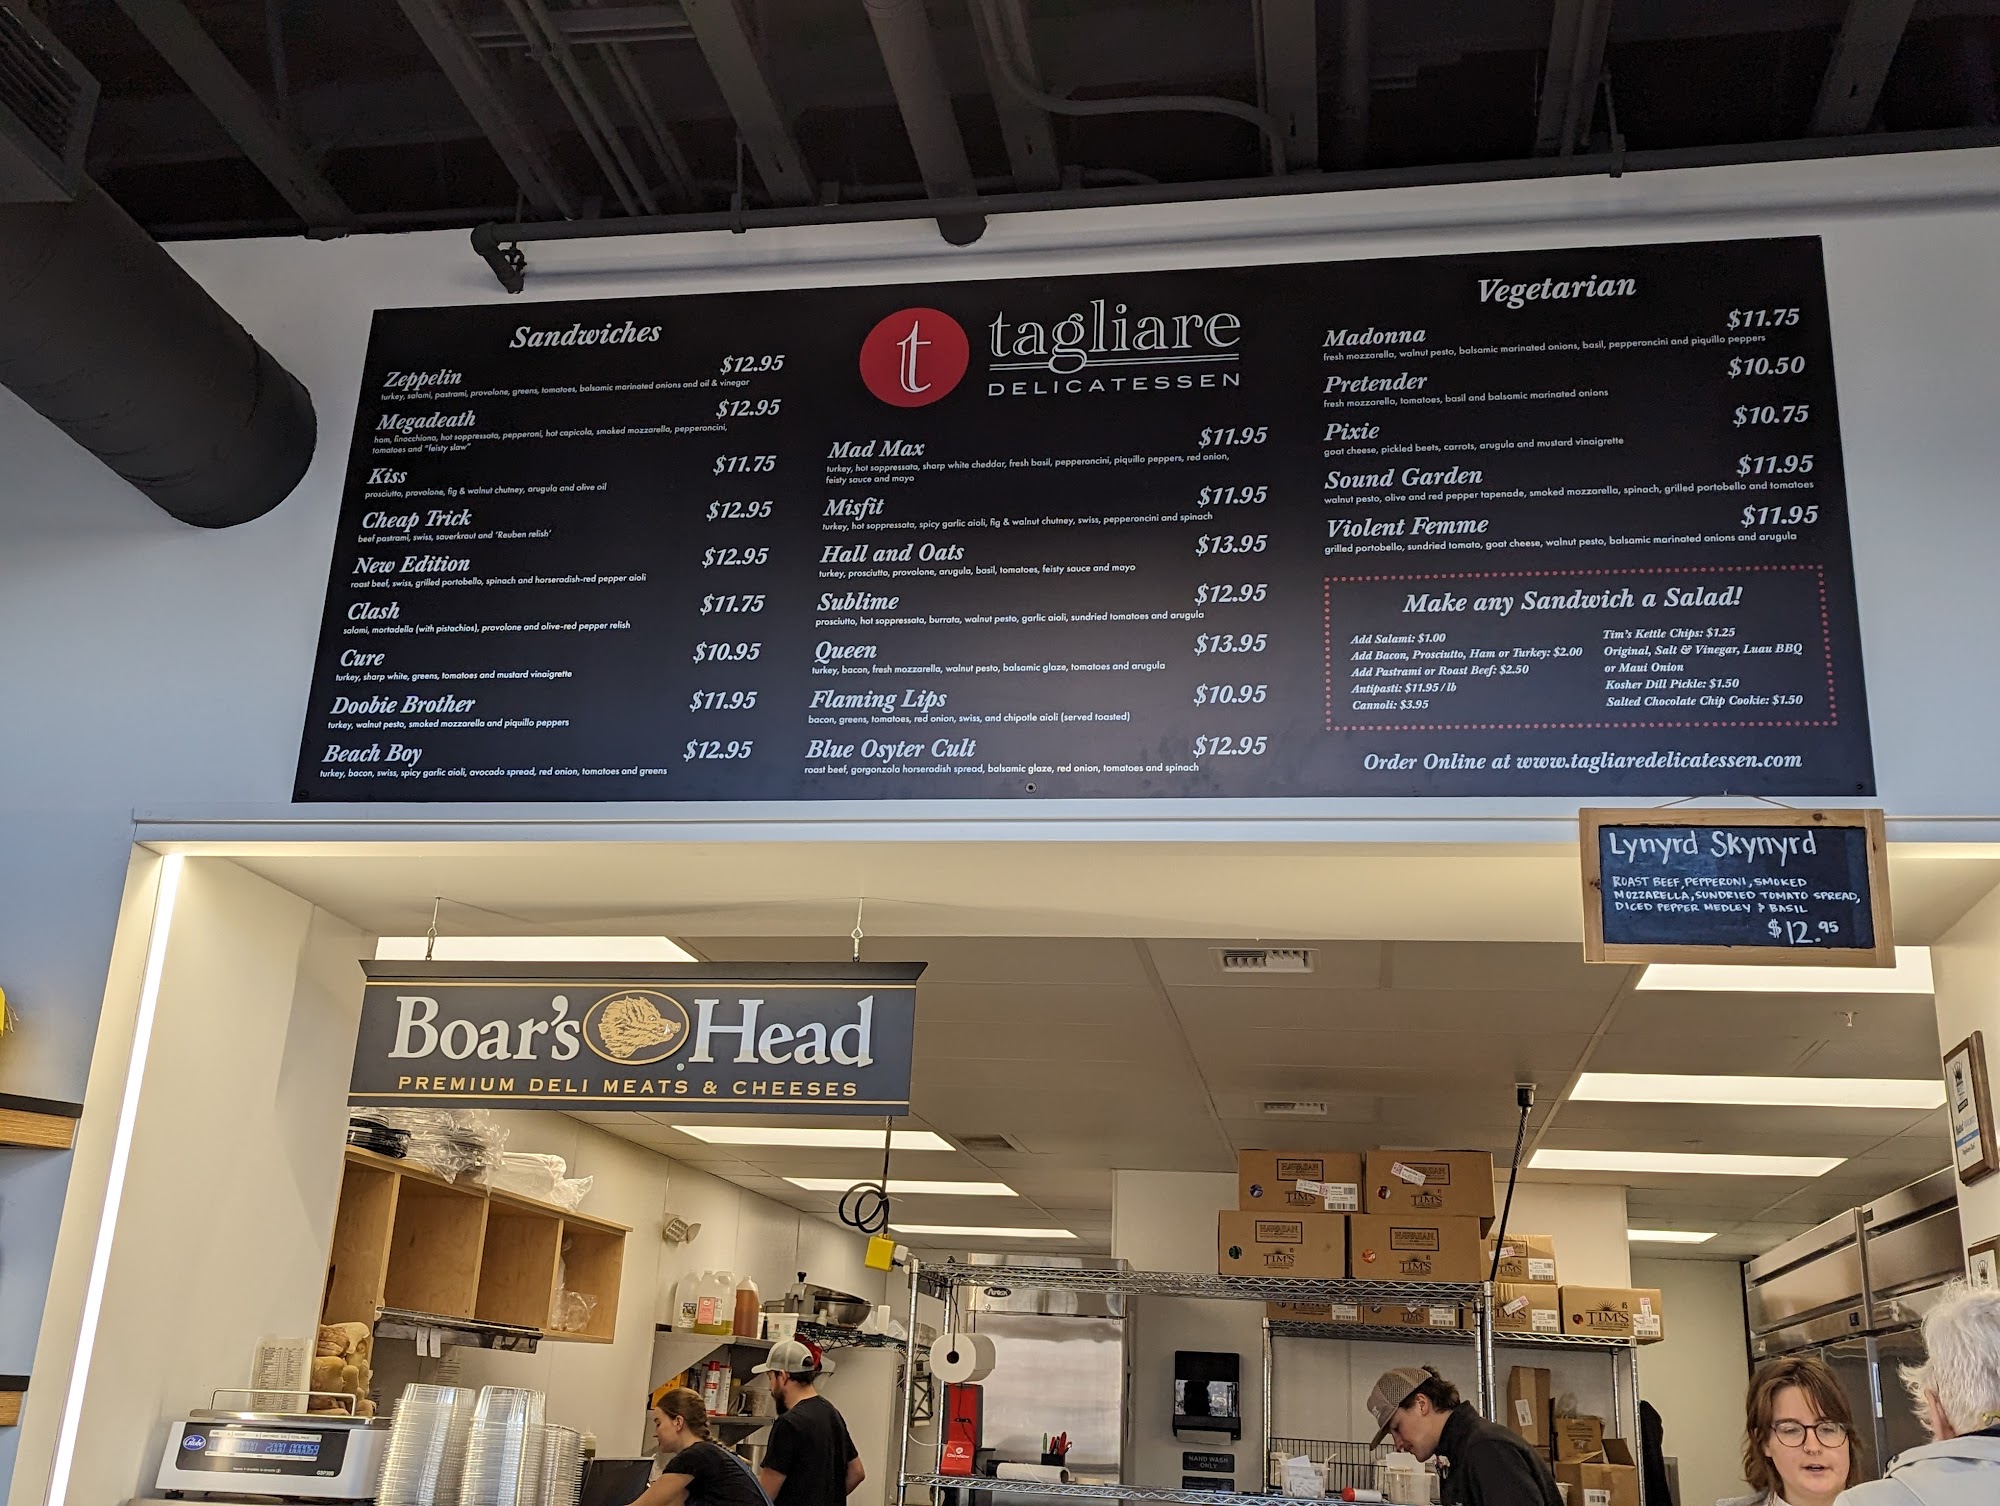 Sandwiches
Zeppelin $12.95
turkey, salami, pastrami, provolone, greens, tomatoes, balsamic marinated onions and oil & vinegar
Megadeath $12.95
ham, finocchiona, hot soppressata, pepperoni, hot capicola, smoked mozzarella, pepperoncini,
tomatoes and "feisty slaw"
Kiss $11.75
prosciutto, provolone, fig & walnut chutney, arugula and olive oil
Cheap Trick $12.95
beef pastrami, swiss, sauerkraut and 'Reuben relish'
New Edition $12.95
roast beef, swiss, grilled portobello, spinach and horseradish-red pepper aioli
Clash $11.75
salami, mortadella (with pistachios), provolone and olive-red pepper relish
Cure $10.95
turkey, sharp white, greens, tomatoes and mustard vinaigrette
Doobie Brother $11.95
turkey, walnut pesto, smoked mozzarella and piquillo peppers
Beach Boy $12.95
turkey, bacon, swiss, spicy garlic aioli, avocado spread, red onion, tomatoes and greens
t tagliare
DELICATESSEN
Mad Max $11.95
turkey, hot soppressata, sharp white cheddar, fresh basil, pepperoncini, piquillo peppers, red onion,
feisty sauce and mayo
Misfit $11.95
turkey, hot soppressata, spicy garlic aioli, fig & walnut chutney, swiss, pepperoncini and spinach
Hall and Oats $13.95
turkey, prosciutto, provolone, arugula, basil, tomatoes, feisty sauce and mayo
Sublime $12.95
prosciutto, hot soppressata, burrata, walnut pesto, garlic aioli, sundried tomatoes and arugula
Queen $13.95
turkey, bacon, fresh mozzarella, walnut pesto, balsamic glaze, tomatoes and arugula
Flaming Lips $10.95
bacon, greens, tomatoes, red onion, swiss, and chipotle aioli (served toasted)
Blue Osyter Cult $12.95
roast beef, gorgonzola horseradish spread, balsamic glaze, red onion, tomatoes and spinach
Vegetarian
Madonna $11.75
fresh mozzarella, walnut pesto, balsamic marinated onions, basil, pepperoncini and piquillo peppers
Pretender $10.50
fresh mozzarella, tomatoes, basil and balsamic marinated onions
Pixie $10.75
goat cheese, pickled beets, carrots, arugula and mustard vinaigrette
Sound Garden $11.95
walnut pesto, olive and red pepper tapenade, smoked mozzarella, spinach, grilled portobello and tomatoes
Violent Femme $11.95
grilled portobello, sundried tomato, goat cheese, walnut pesto, balsamic marinated onions and arugula
Make any Sandwich a Salad!
Add Salami: $1.00
Add Bacon, Prosciutto, Ham or Turkey: $2.00
Add Pastrami or Roast Beef: $2.50
Antipasti: $11.95/lb
Cannoli: $3.95
Tim's Kettle Chips: $1.25
Original, Salt & Vinegar, Luau BBQ
or Maui Onion
Kosher Dill Pickle: $1.50
Salted Chocolate Chip Cookie: $1.50
Order Online at www.tagliaredelicatessen.com
Lynyrd Skynyrd
ROAST BEEF, PEPPERONI, SMOKED
MOZZARELLA, SUNDRIED TOMATO SPREAD,
DICED PEPPER MEDLEY & BASIL
$12.95
Boar's Head
PREMIUM DELI MEATS & CHEESES
HAWAIIAN
TIM'S
HAWAIIAN
TIM'S
HAWAIIAN
TIM'S
HAWAIIAN
TIM'S
TIM'S
TIM'S
HAND WASH
ONLY
Globe